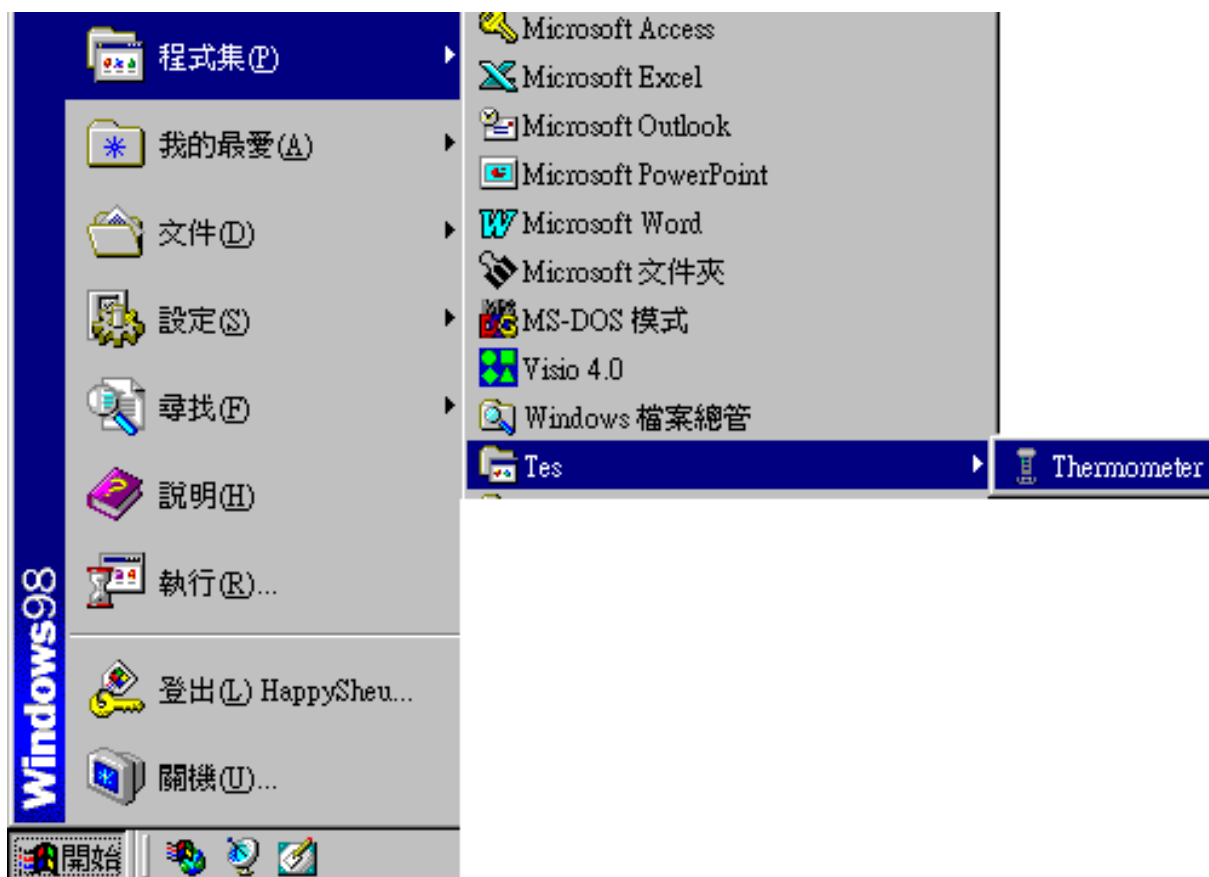 程式集(P)
我的最愛(A)
文件(D)
設定(S)
尋找(F)
說明(H)
執行(R)...
登出(L) HappySheu...
關機(U)...
Windows98
開始
Microsoft Access
Microsoft Excel
Microsoft Outlook
Microsoft PowerPoint
Microsoft Word
Microsoft 文件夾
MS-DOS 模式
Visio 4.0
Windows 檔案總管
Tes
Thermometer